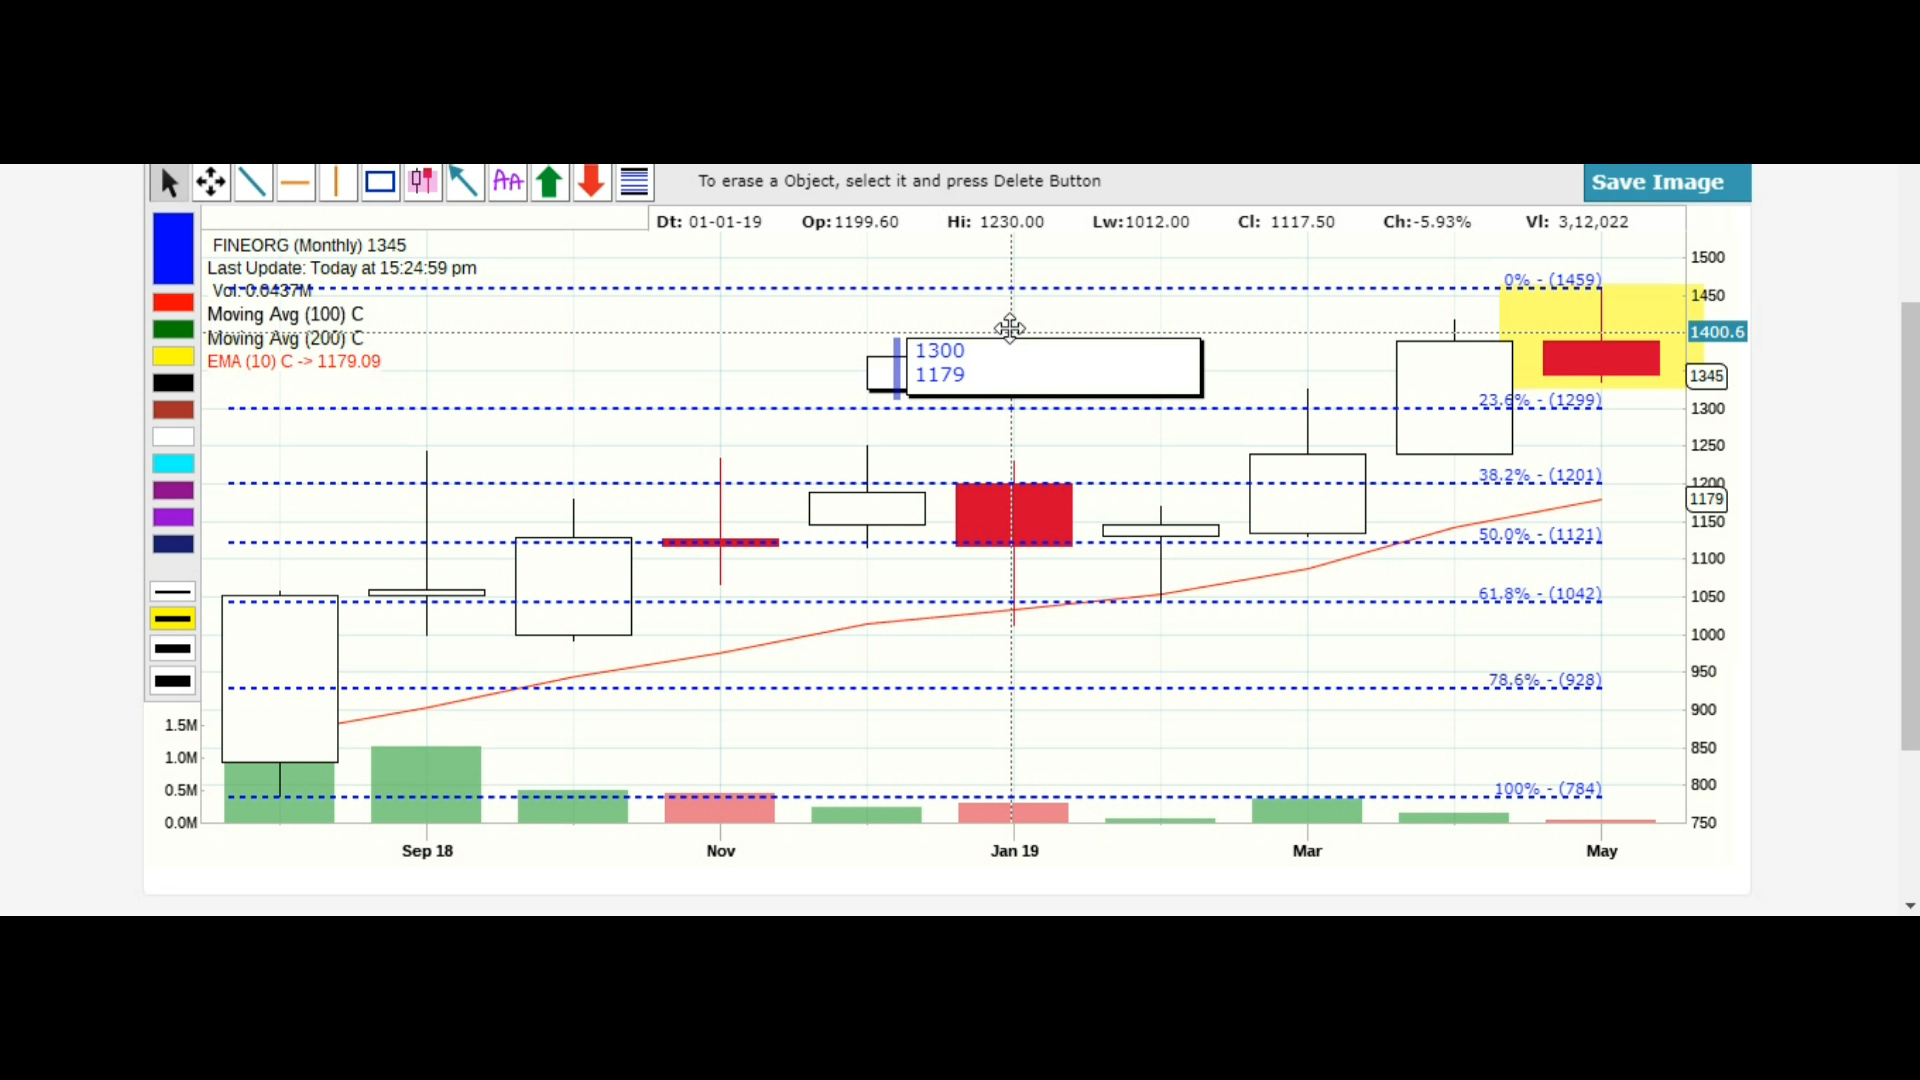 AA
To erase a Object, select it and press Delete Button
Save Image
Dt: 01-01-19 Op:1199.60 Hi: 1230.00 Lw:1012.00 Cl: 1117.50 Ch:-5.93% Vl: 3,12,022
FINEORG (Monthly) 1345
Last Update: Today at 15:24:59 pm
Vol: 0.0437M
Moving Avg (100) C
Moving Avg (200) C
EMA (10) C -> 1179.09
1300
1179
0% - (1459)
23.6% - (1299)
38.2% - (1201)
50.0% - (1121)
61.8% - (1042)
78.6% - (928)
100% - (784)
1500
1450
1400.6
1345
1300
1250
1200
1179
1150
1100
1050
1000
950
900
850
800
750
1.5M
1.0M
0.5M
0.0M
Sep 18 Nov Jan 19 Mar May